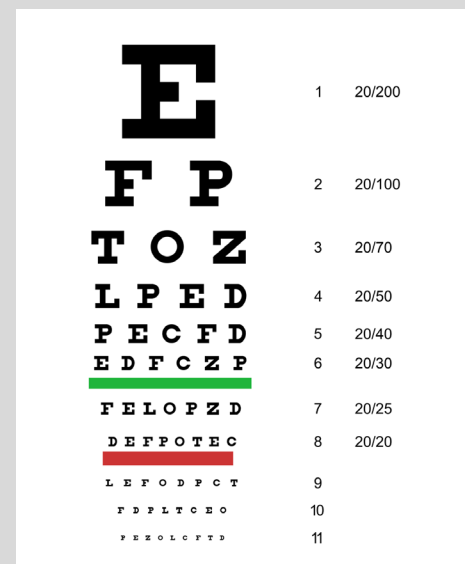 E 1 20/200
F P 2 20/100
T O Z 3 20/70
L P E D 4 20/50
P E C F D 5 20/40
E D F C Z P 6 20/30
F E L O P Z D 7 20/25
D E F P O T E C 8 20/20
L E F O D P C T 9
F D P L T C E O 10
P E Z O L C F T D 11